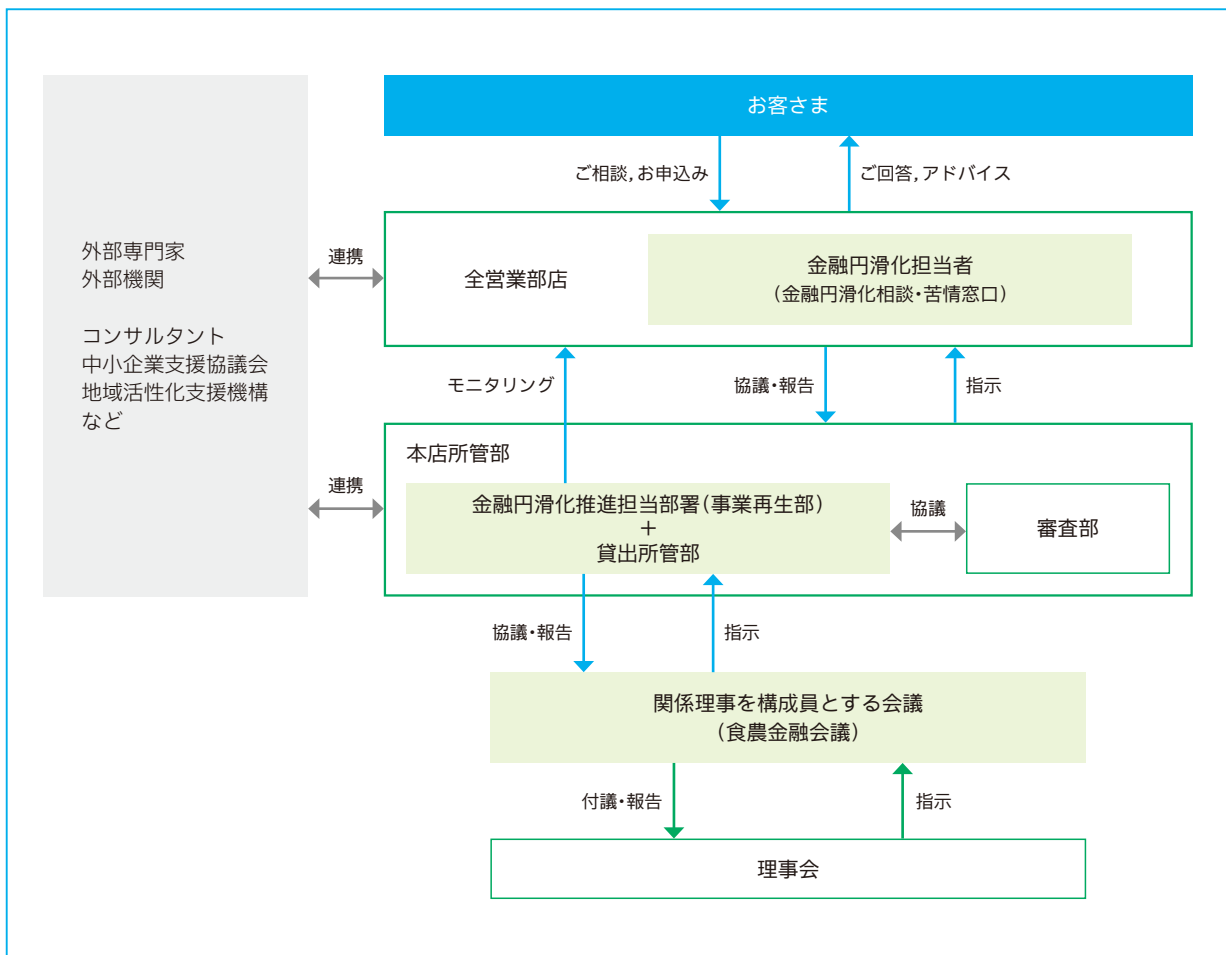 お客さま
ご相談,お申込み
ご回答,アドバイス
外部専門家
外部機関
コンサルタント
中小企業支援協議会
地域活性化支援機構
など
連携
全営業部店
金融円滑化担当者
(金融円滑化相談・苦情窓口)
モニタリング
協議・報告
指示
連携
本店所管部
金融円滑化推進担当部署(事業再生部)
+
貸出所管部
協議
審査部
協議・報告
指示
関係理事を構成員とする会議
(食農金融会議)
付議・報告
指示
理事会